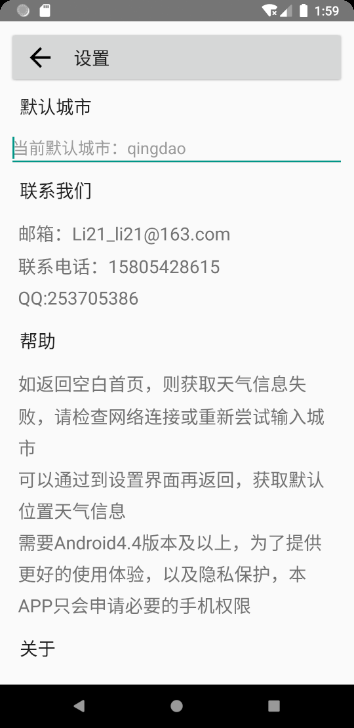 1:59
设置
默认城市
当前默认城市：qingdao
联系我们
邮箱：Li21_li21@163.com
联系电话：15805428615
QQ:253705386
帮助
如返回空白首页，则获取天气信息失
败，请检查网络连接或重新尝试输入城
市
可以通过到设置界面再返回，获取默认
位置天气信息
需要Android4.4版本及以上，为了提供
更好的使用体验，以及隐私保护，本
APP只会申请必要的手机权限
关于